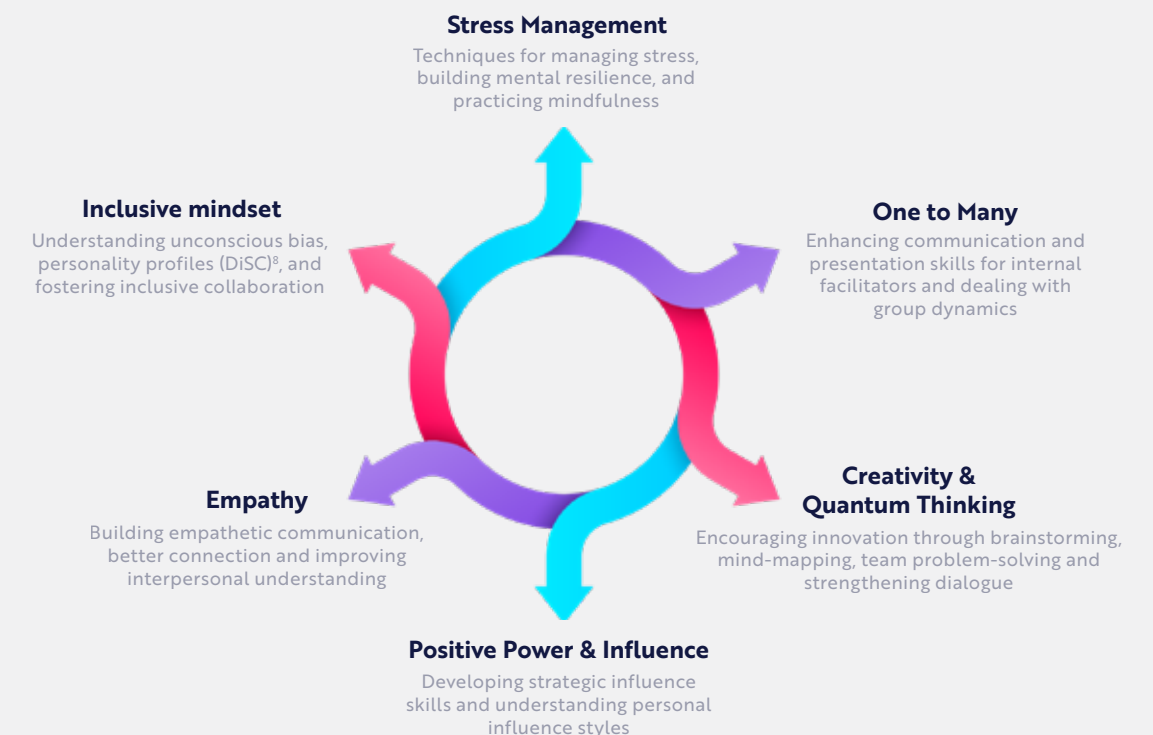 Stress Management
Techniques for managing stress,
building mental resilience, and
practicing mindfulness
Inclusive mindset
Understanding unconscious bias,
personality profiles (DiSC)⁸, and
fostering inclusive collaboration
One to Many
Enhancing communication and
presentation skills for internal
facilitators and dealing with
group dynamics
Empathy
Building empathetic communication,
better connection and improving
interpersonal understanding
Creativity &
Quantum Thinking
Encouraging innovation through brainstorming,
mind-mapping, team problem-solving and
strengthening dialogue
Positive Power & Influence
Developing strategic influence
skills and understanding personal
influence styles